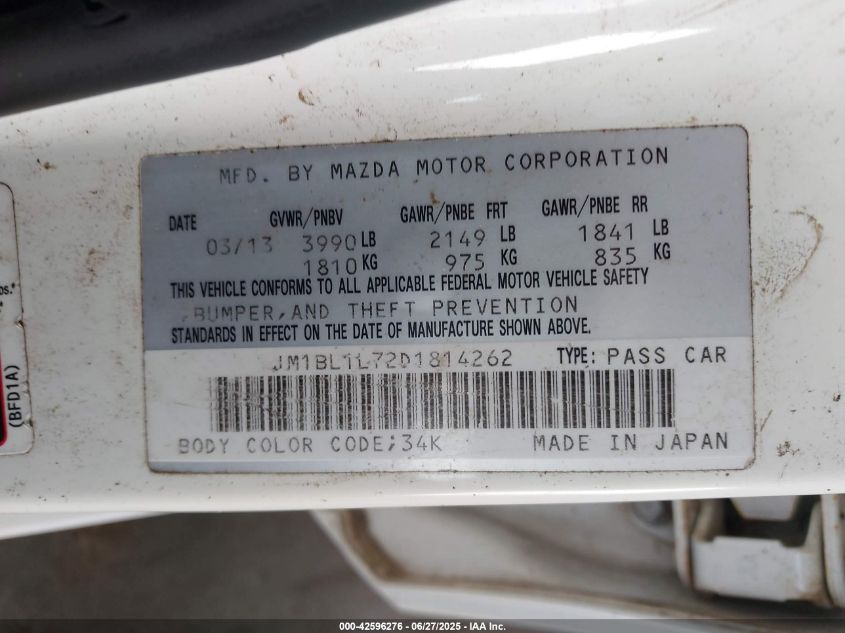 MFD. BY MAZDA MOTOR CORPORATION
DATE GVWR/PNBV GAWR/PNBE FRT GAWR/PNBE RR
03/13 3990 LB 2149 LB 1841 LB
1810 KG 975 KG 835 KG
THIS VEHICLE CONFORMS TO ALL APPLICABLE FEDERAL MOTOR VEHICLE SAFETY
,BUMPER,AND THEFT PREVENTION
STANDARDS IN EFFECT ON THE DATE OF MANUFACTURE SHOWN ABOVE.
JM1BL1L72D1814262 TYPE: PASS CAR
BODY COLOR CODE;34K MADE IN JAPAN
(BFD1A)
000-42596276 - 06/27/2025 - IAA Inc.